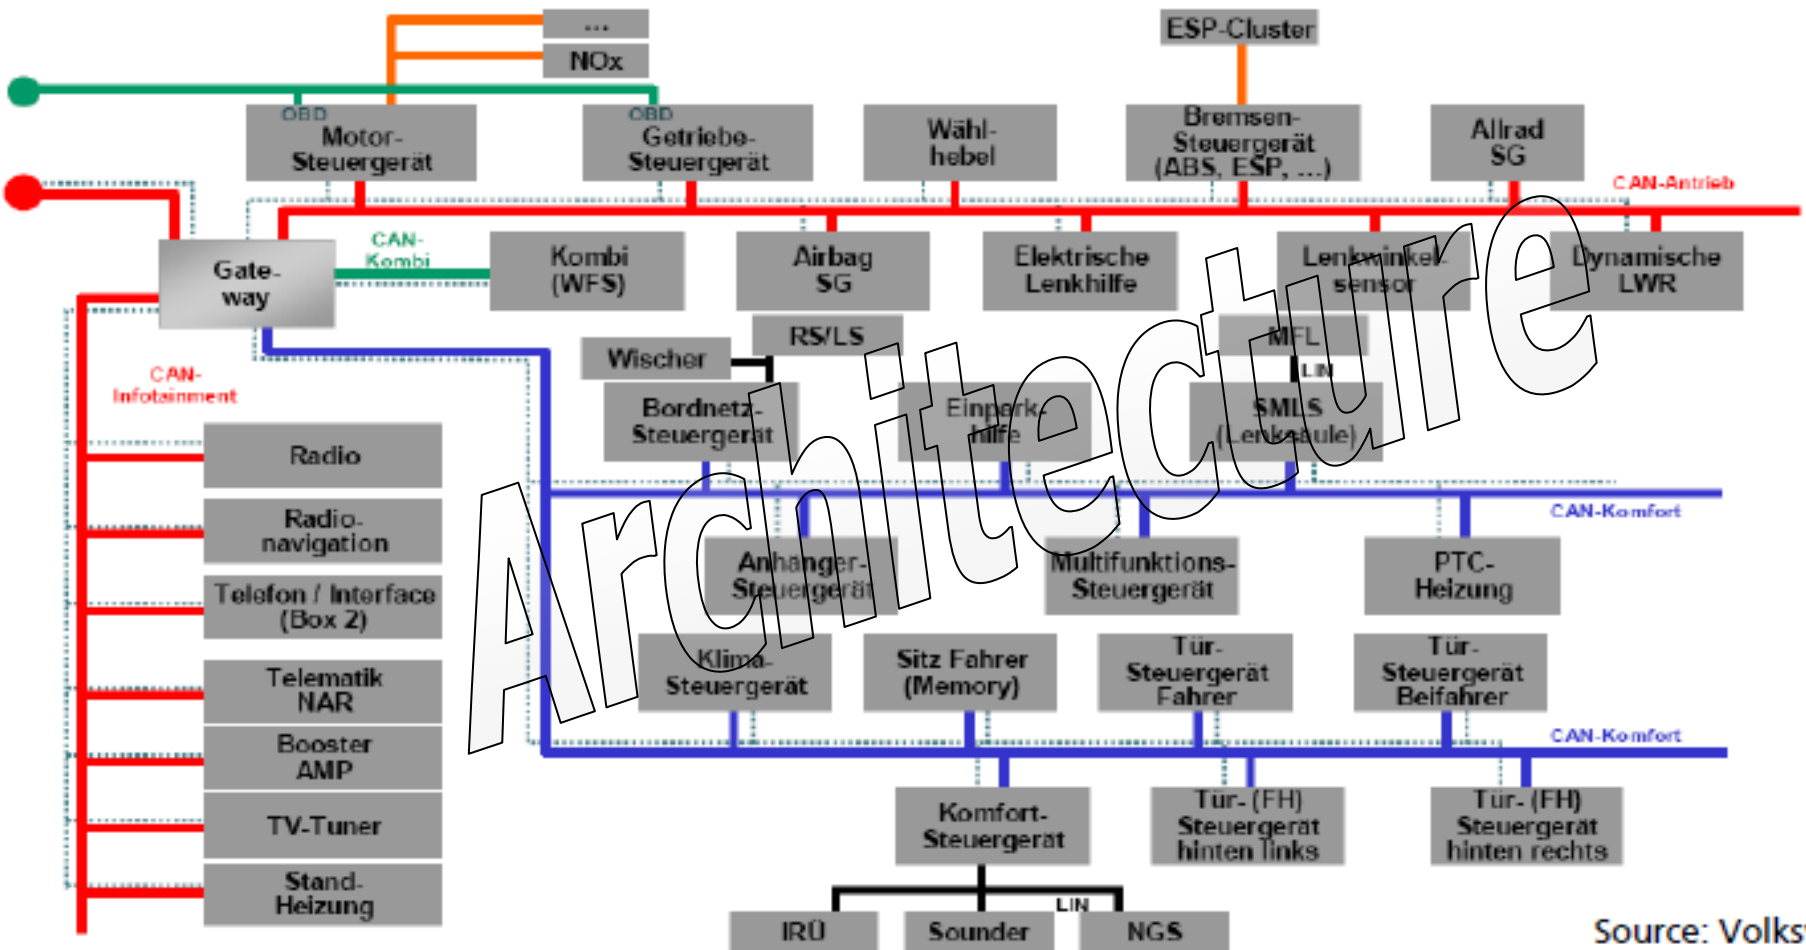 ...
NOx
ESP-Cluster
OBD
Motor-
Steuergerät
OBD
Getriebe-
Steuergerät
Wähl-
hebel
Bremsen-
Steuergerät
(ABS, ESP, ...)
Allrad
SG
CAN-Antrieb
Gate-
way
CAN-
Kombi
Kombi
(WFS)
Airbag
SG
Elektrische
Lenkhilfe
Lenkwinkel-
sensor
Dynamische
LWR
CAN-
Infotainment
Wischer
RS/LS
MFL
LIN
Bordnetz-
Steuergerät
Einpark-
hilfe
SMLS
(Lenksäule)
CAN-Komfort
Architecture
Radio
Radio-
navigation
Telefon / Interface
(Box 2)
Telematik
NAR
Booster
AMP
TV-Tuner
Stand-
Heizung
Anhänger-
Steuergerät
Multifunktions-
Steuergerät
PTC-
Heizung
Klima-
Steuergerät
Sitz Fahrer
(Memory)
Tür-
Steuergerät
Fahrer
Tür-
Steuergerät
Beifahrer
CAN-Komfort
Komfort-
Steuergerät
Tür- (FH)
Steuergerät
hinten links
Tür- (FH)
Steuergerät
hinten rechts
LIN
IRÜ
Sounder
NGS
Source: Volks